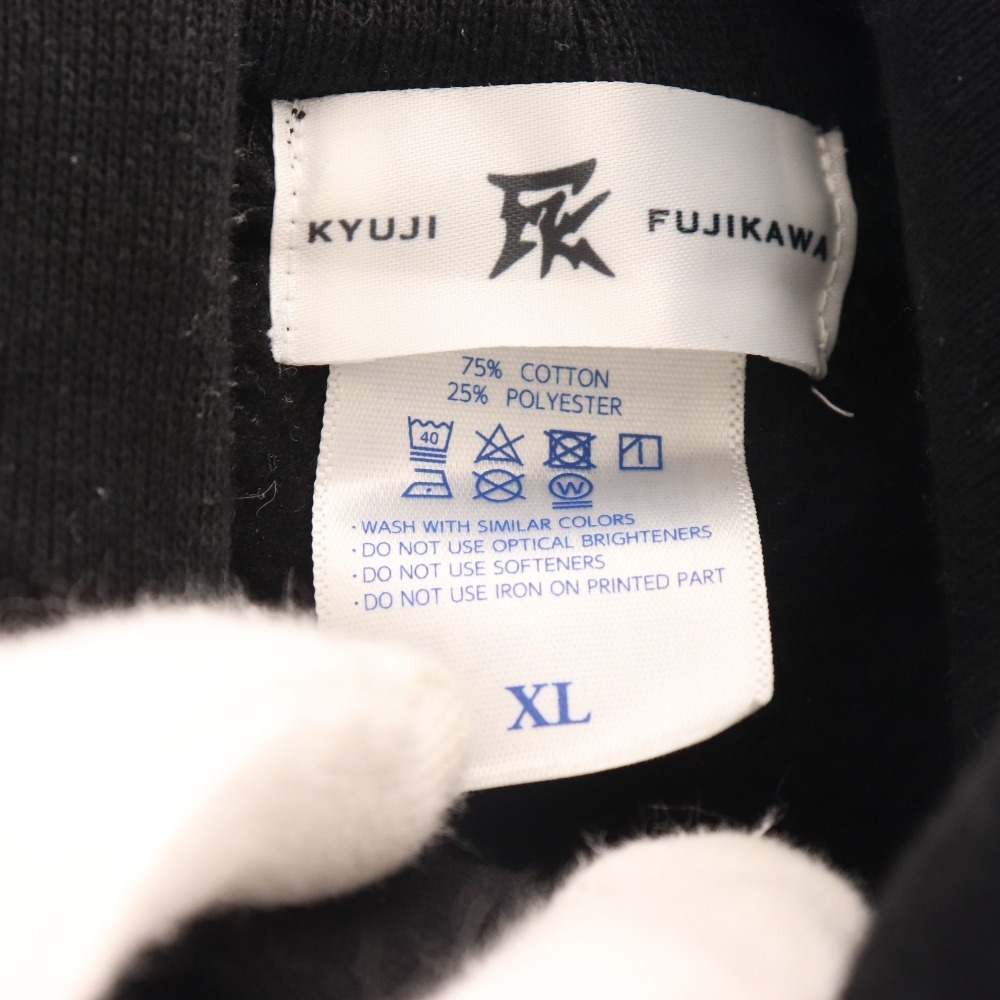 KYUJI FK FUJIKAWA
75% COTTON
25% POLYESTER
40
W
・WASH WITH SIMILAR COLORS
・DO NOT USE OPTICAL BRIGHTENERS
・DO NOT USE SOFTENERS
・DO NOT USE IRON ON PRINTED PART
XL